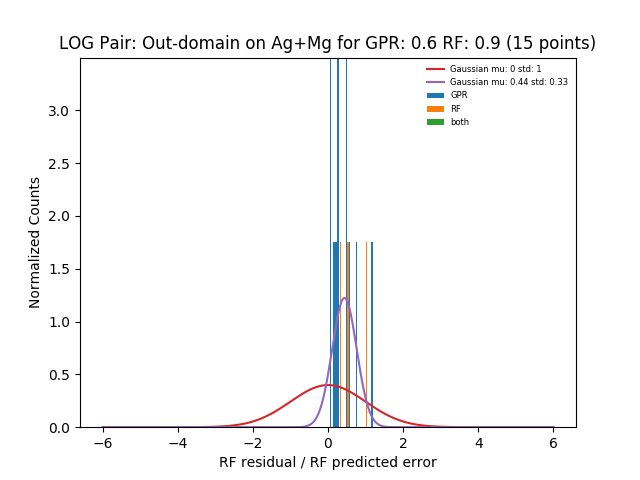 LOG Pair: Out-domain on Ag+Mg for GPR: 0.6 RF: 0.9 (15 points)
Gaussian mu: 0 std: 1
Gaussian mu: 0.44 std: 0.33
GPR
RF
both
Normalized Counts
3.0
2.5
2.0
1.5
1.0
0.5
0.0
−6 −4 −2 0 2 4 6
RF residual / RF predicted error